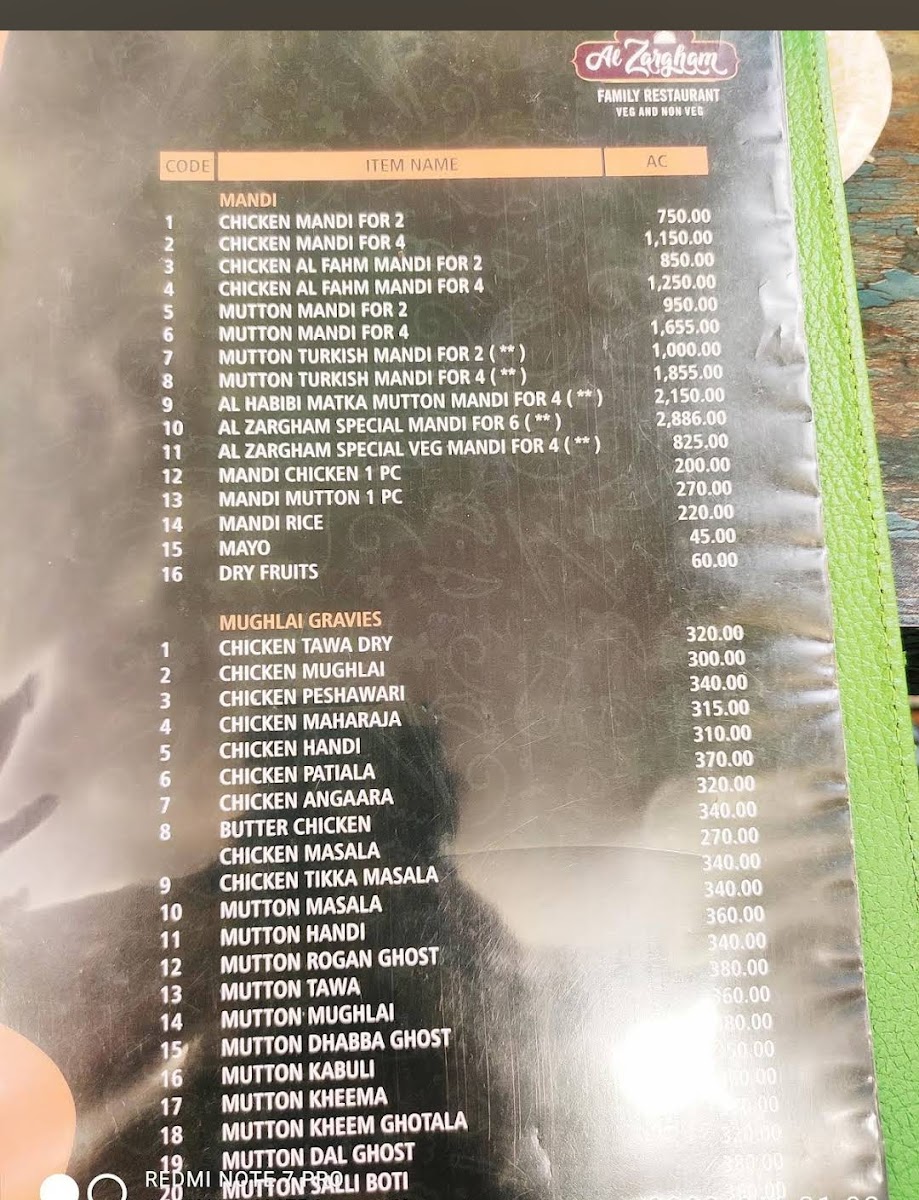 Al Zargham
FAMILY RESTAURANT
VEG AND NON VEG
CODE ITEM NAME AC
MANDI
1 CHICKEN MANDI FOR 2 750.00
2 CHICKEN MANDI FOR 4 1,150.00
3 CHICKEN AL FAHM MANDI FOR 2 850.00
4 CHICKEN AL FAHM MANDI FOR 4 1,250.00
5 MUTTON MANDI FOR 2 950.00
6 MUTTON MANDI FOR 4 1,655.00
7 MUTTON TURKISH MANDI FOR 2 ( ** ) 1,000.00
8 MUTTON TURKISH MANDI FOR 4 ( ** ) 1,855.00
9 AL HABIBI MATKA MUTTON MANDI FOR 4 ( ** ) 2,150.00
10 AL ZARGHAM SPECIAL MANDI FOR 6 ( ** ) 2,886.00
11 AL ZARGHAM SPECIAL VEG MANDI FOR 4 ( ** ) 825.00
12 MANDI CHICKEN 1 PC 200.00
13 MANDI MUTTON 1 PC 270.00
14 MANDI RICE 220.00
15 MAYO 45.00
16 DRY FRUITS 60.00
MUGHLAI GRAVIES
1 CHICKEN TAWA DRY 320.00
2 CHICKEN MUGHLAI 300.00
3 CHICKEN PESHAWARI 340.00
4 CHICKEN MAHARAJA 315.00
5 CHICKEN HANDI 310.00
6 CHICKEN PATIALA 370.00
7 CHICKEN ANGAARA 320.00
8 BUTTER CHICKEN 340.00
CHICKEN MASALA 270.00
9 CHICKEN TIKKA MASALA 340.00
10 MUTTON MASALA 340.00
11 MUTTON HANDI 360.00
12 MUTTON ROGAN GHOST 340.00
13 MUTTON TAWA 380.00
14 MUTTON MUGHLAI
15 MUTTON DHABBA GHOST
16 MUTTON KABULI
17 MUTTON KHEEMA
18 MUTTON KHEEM GHOTALA
19 MUTTON DAL GHOST 320.00
20 MUTTON SALLI BOTI 380.00
REDMI NOTE 7 PRO